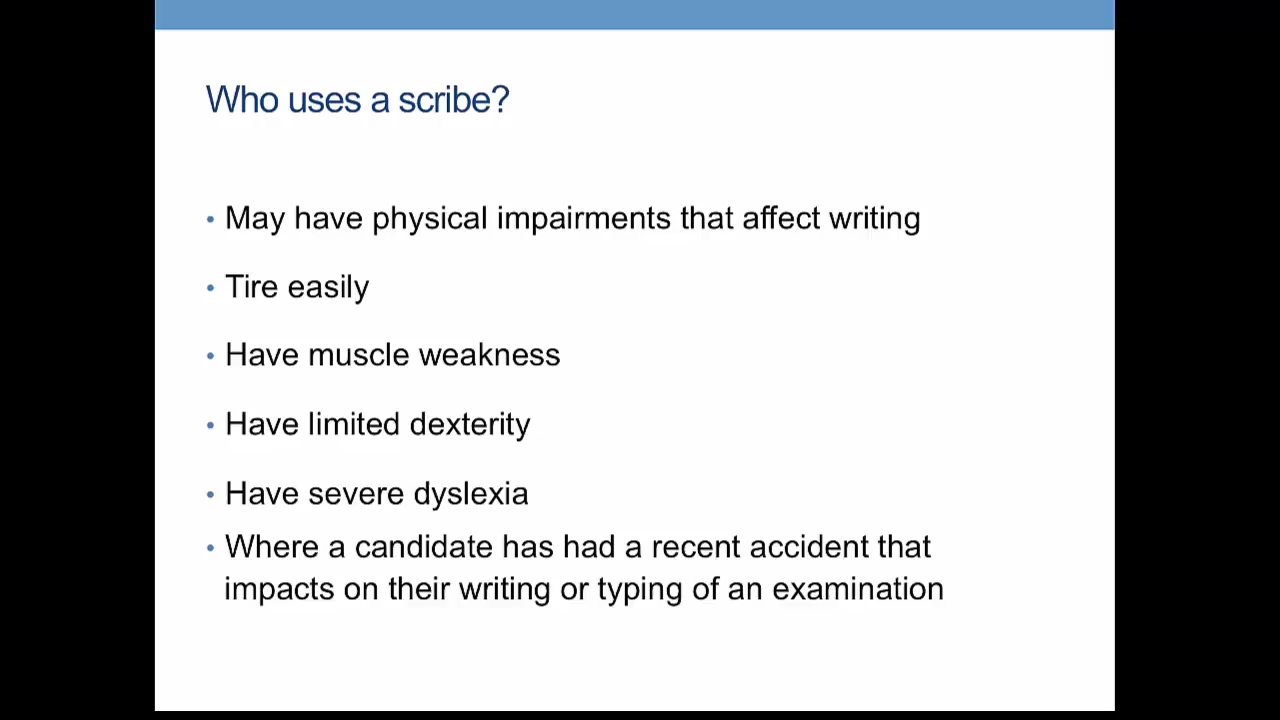 Who uses a scribe?
• May have physical impairments that affect writing
• Tire easily
• Have muscle weakness
• Have limited dexterity
• Have severe dyslexia
• Where a candidate has had a recent accident that
impacts on their writing or typing of an examination